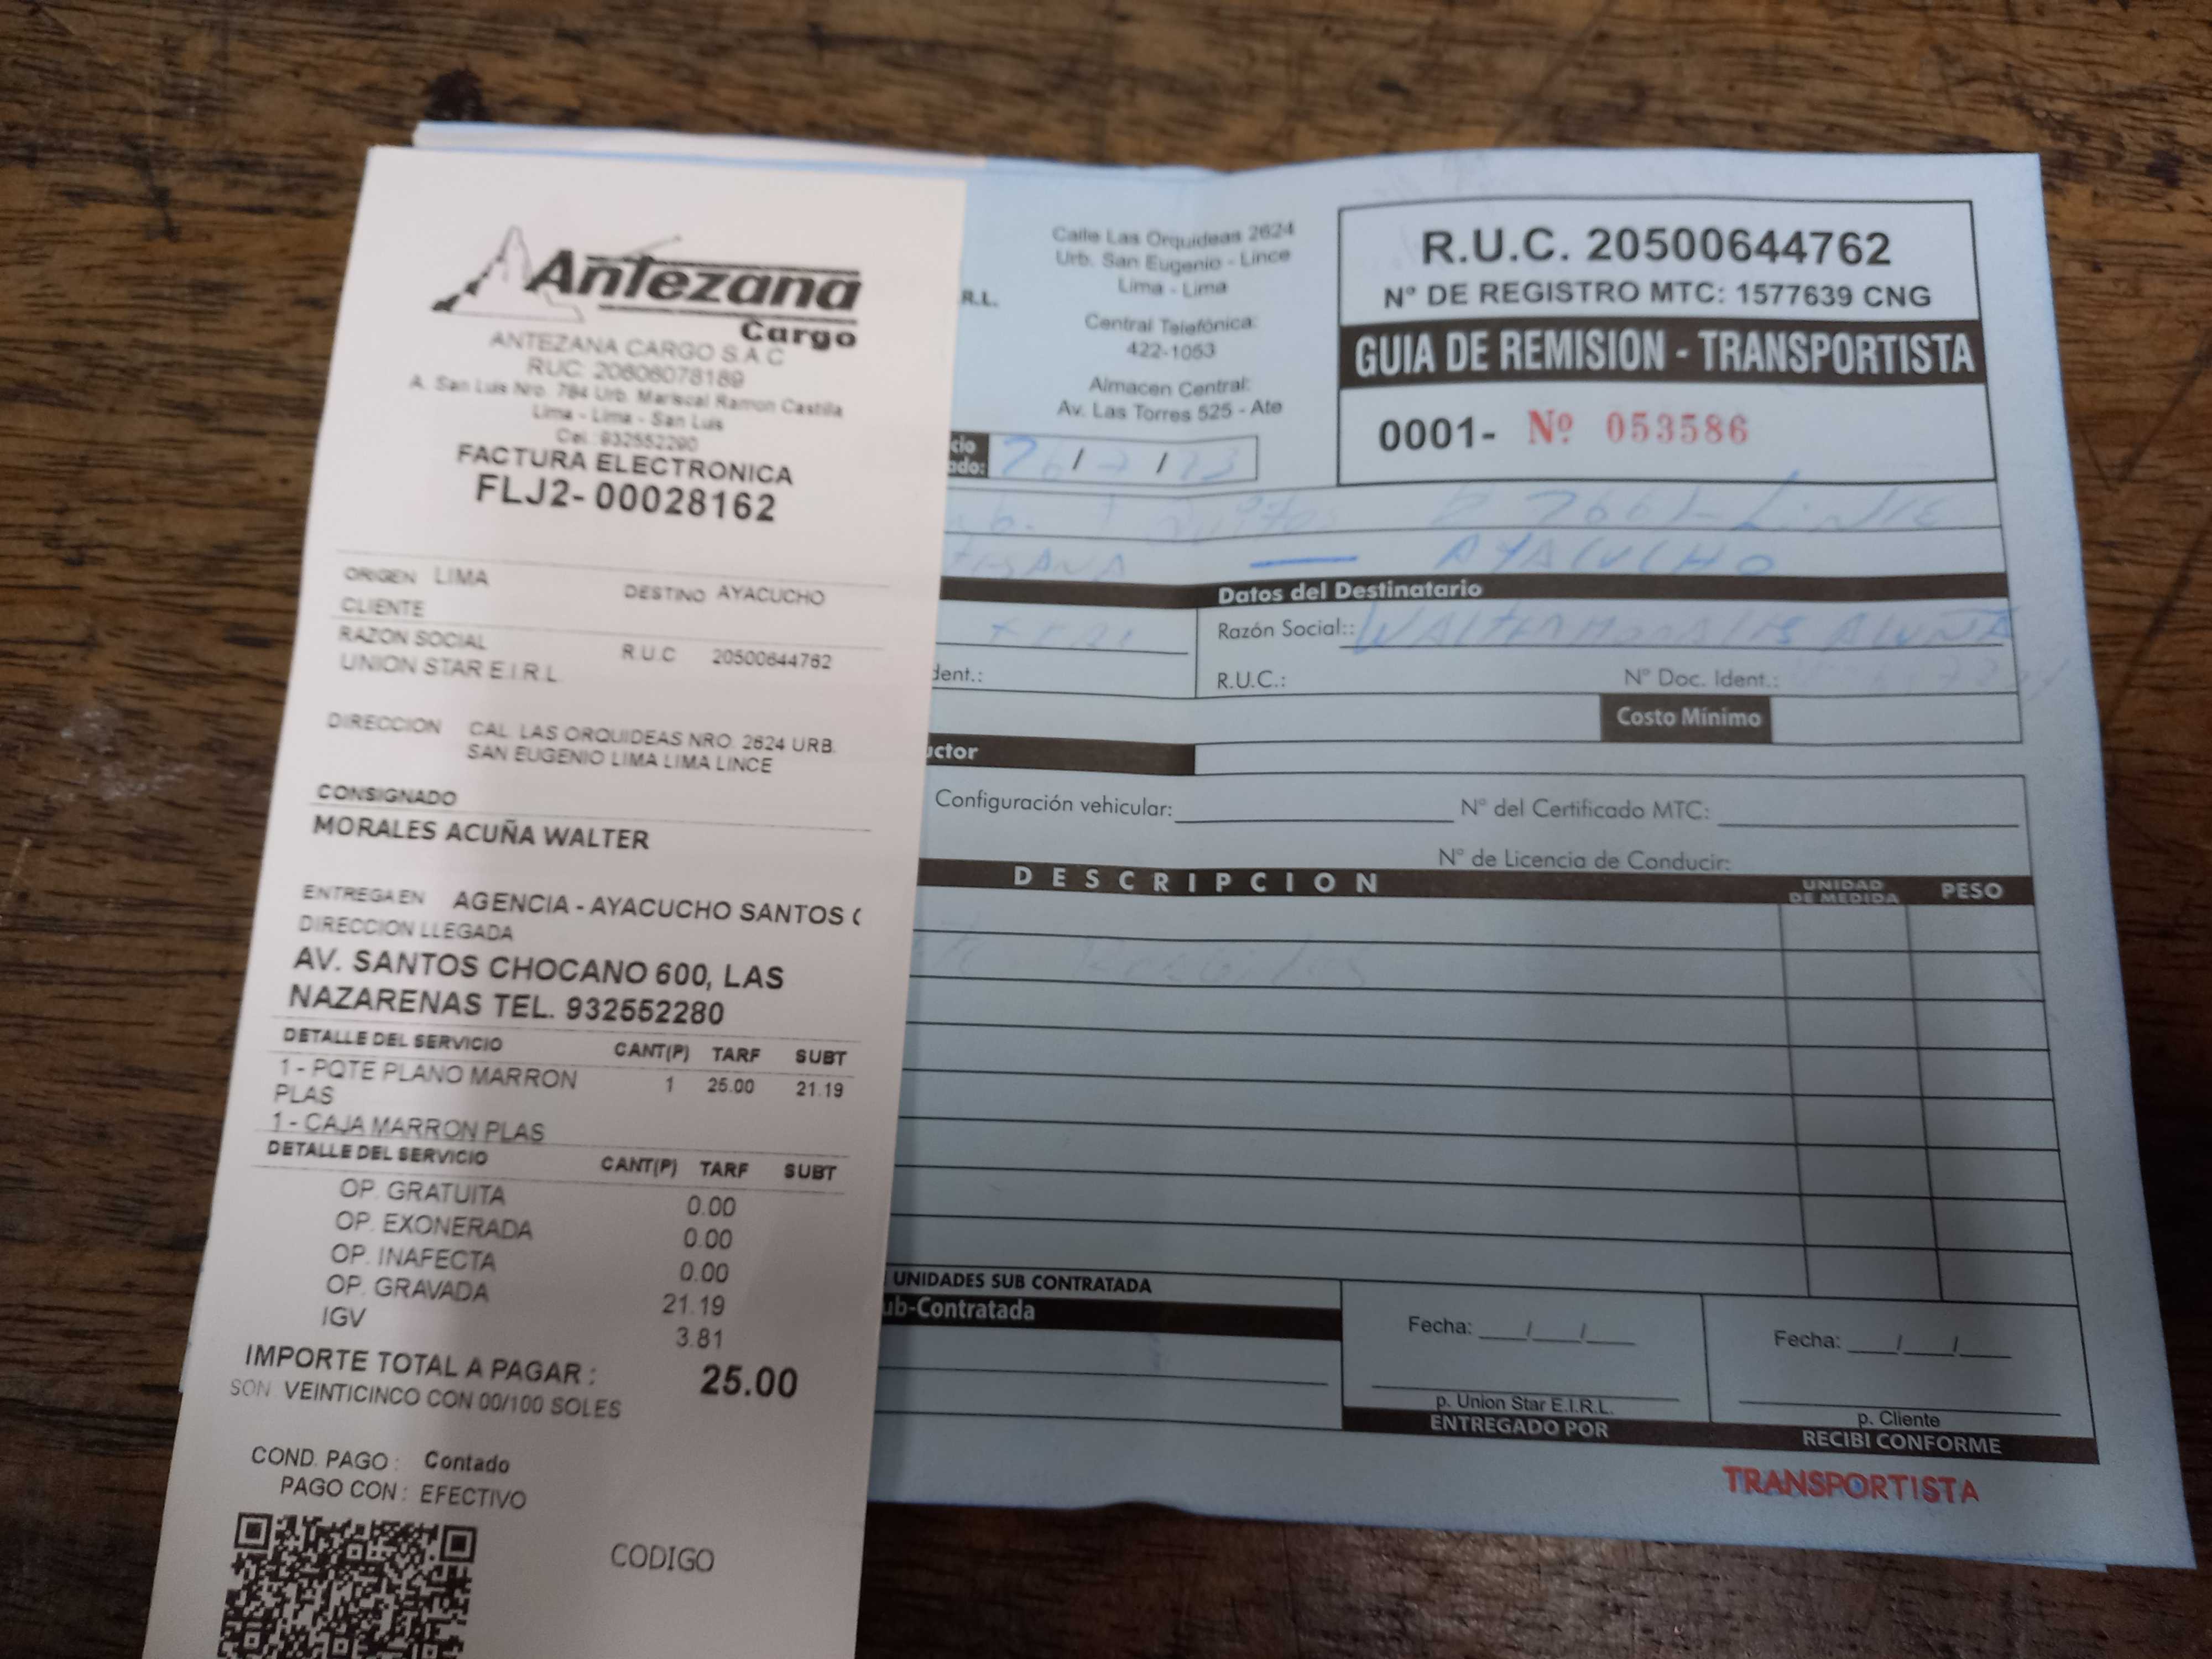 Antezana
Cargo
ANTEZANA CARGO S.A.C
RUC: 20606078189
A. San Luis Nro. 784 Urb. Mariscal Ramon Castilla
Lima - Lima - San Luis
Cel.:932552280
FACTURA ELECTRONICA
FLJ2- 00028162
ORIGEN LIMA DESTINO AYACUCHO
CLIENTE
RAZON SOCIAL R.U.C 20500644762
UNION STAR E.I.R.L.
DIRECCION CAL. LAS ORQUIDEAS NRO. 2624 URB.
SAN EUGENIO LIMA LIMA LINCE
CONSIGNADO
MORALES ACUÑA WALTER
ENTREGA EN AGENCIA - AYACUCHO SANTOS
DIRECCION LLEGADA
AV. SANTOS CHOCANO 600, LAS
NAZARENAS TEL. 932552280
DETALLE DEL SERVICIO CANT(P) TARF SUBT
1 - PQTE PLANO MARRON 1 25.00 21.19
PLAS
1 - CAJA MARRON PLAS
DETALLE DEL SERVICIO CANT(P) TARF SUBT
OP. GRATUITA 0.00
OP. EXONERADA 0.00
OP. INAFECTA 0.00
OP. GRAVADA 21.19
IGV 3.81
IMPORTE TOTAL A PAGAR : 25.00
SON: VEINTICINCO CON 00/100 SOLES
COND. PAGO : Contado
PAGO CON : EFECTIVO
CODIGO
R.L.
Calle Las Orquideas 2624
Urb. San Eugenio - Lince
Lima - Lima
Central Telefónica:
422-1053
Almacen Central:
Av. Las Torres 525 - Ate
R.U.C. 20500644762
N° DE REGISTRO MTC: 1577639 CNG
GUIA DE REMISION - TRANSPORTISTA
0001- Nº 053586
AYACUCHO
Datos del Destinatario
Razón Social:: WALTER MORALES ACUÑA
dent.: R.U.C.: N° Doc. Ident.:
Costo Mínimo
uctor
Configuración vehicular: N° del Certificado MTC:
N° de Licencia de Conducir:
DESCRIPCION UNIDAD DE MEDIDA PESO
UNIDADES SUB CONTRATADA
ub-Contratada
Fecha: / / Fecha: / /
p. Union Star E.I.R.L. p. Cliente
ENTREGADO POR RECIBI CONFORME
TRANSPORTISTA